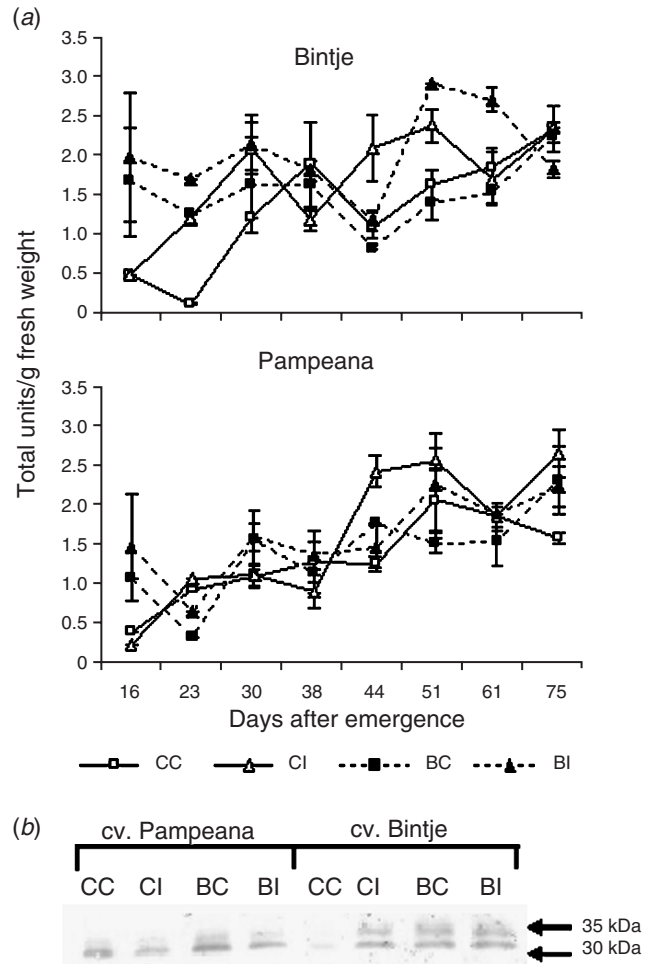 (a)
Bintje
3.5
3.0
2.5
2.0
1.5
1.0
0.5
0
Pampeana
3.5
3.0
2.5
2.0
1.5
1.0
0.5
0
Total units/g fresh weight
16 23 30 38 44 51 61 75
Days after emergence
CC CI BC BI
(b)
cv. Pampeana cv. Bintje
CC CI BC BI CC CI BC BI
35 kDa
30 kDa